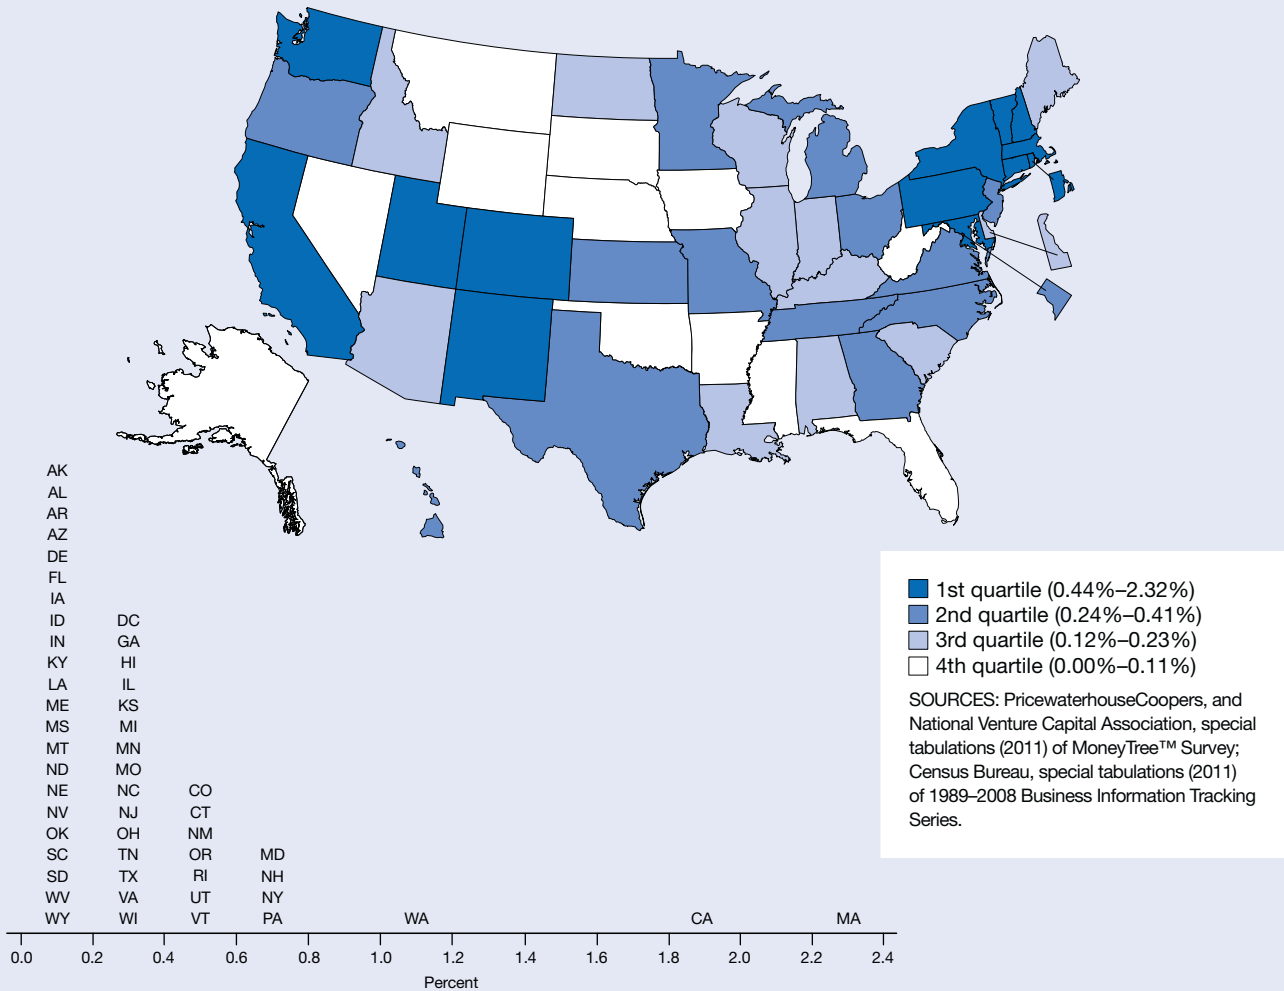 AK
AL
AR
AZ
DE
FL
IA
ID DC
IN GA
KY HI
LA IL
ME KS
MS MI
MT MN
ND MO
NE NC CO
NV NJ CT
OK OH NM
SC TN OR MD
SD TX RI NH
WV VA UT NY
WY WI VT PA WA CA MA
0.0 0.2 0.4 0.6 0.8 1.0 1.2 1.4 1.6 1.8 2.0 2.2 2.4
Percent
1st quartile (0.44%–2.32%)
2nd quartile (0.24%–0.41%)
3rd quartile (0.12%–0.23%)
4th quartile (0.00%–0.11%)
SOURCES: PricewaterhouseCoopers, and
National Venture Capital Association, special
tabulations (2011) of MoneyTree™ Survey;
Census Bureau, special tabulations (2011)
of 1989–2008 Business Information Tracking
Series.